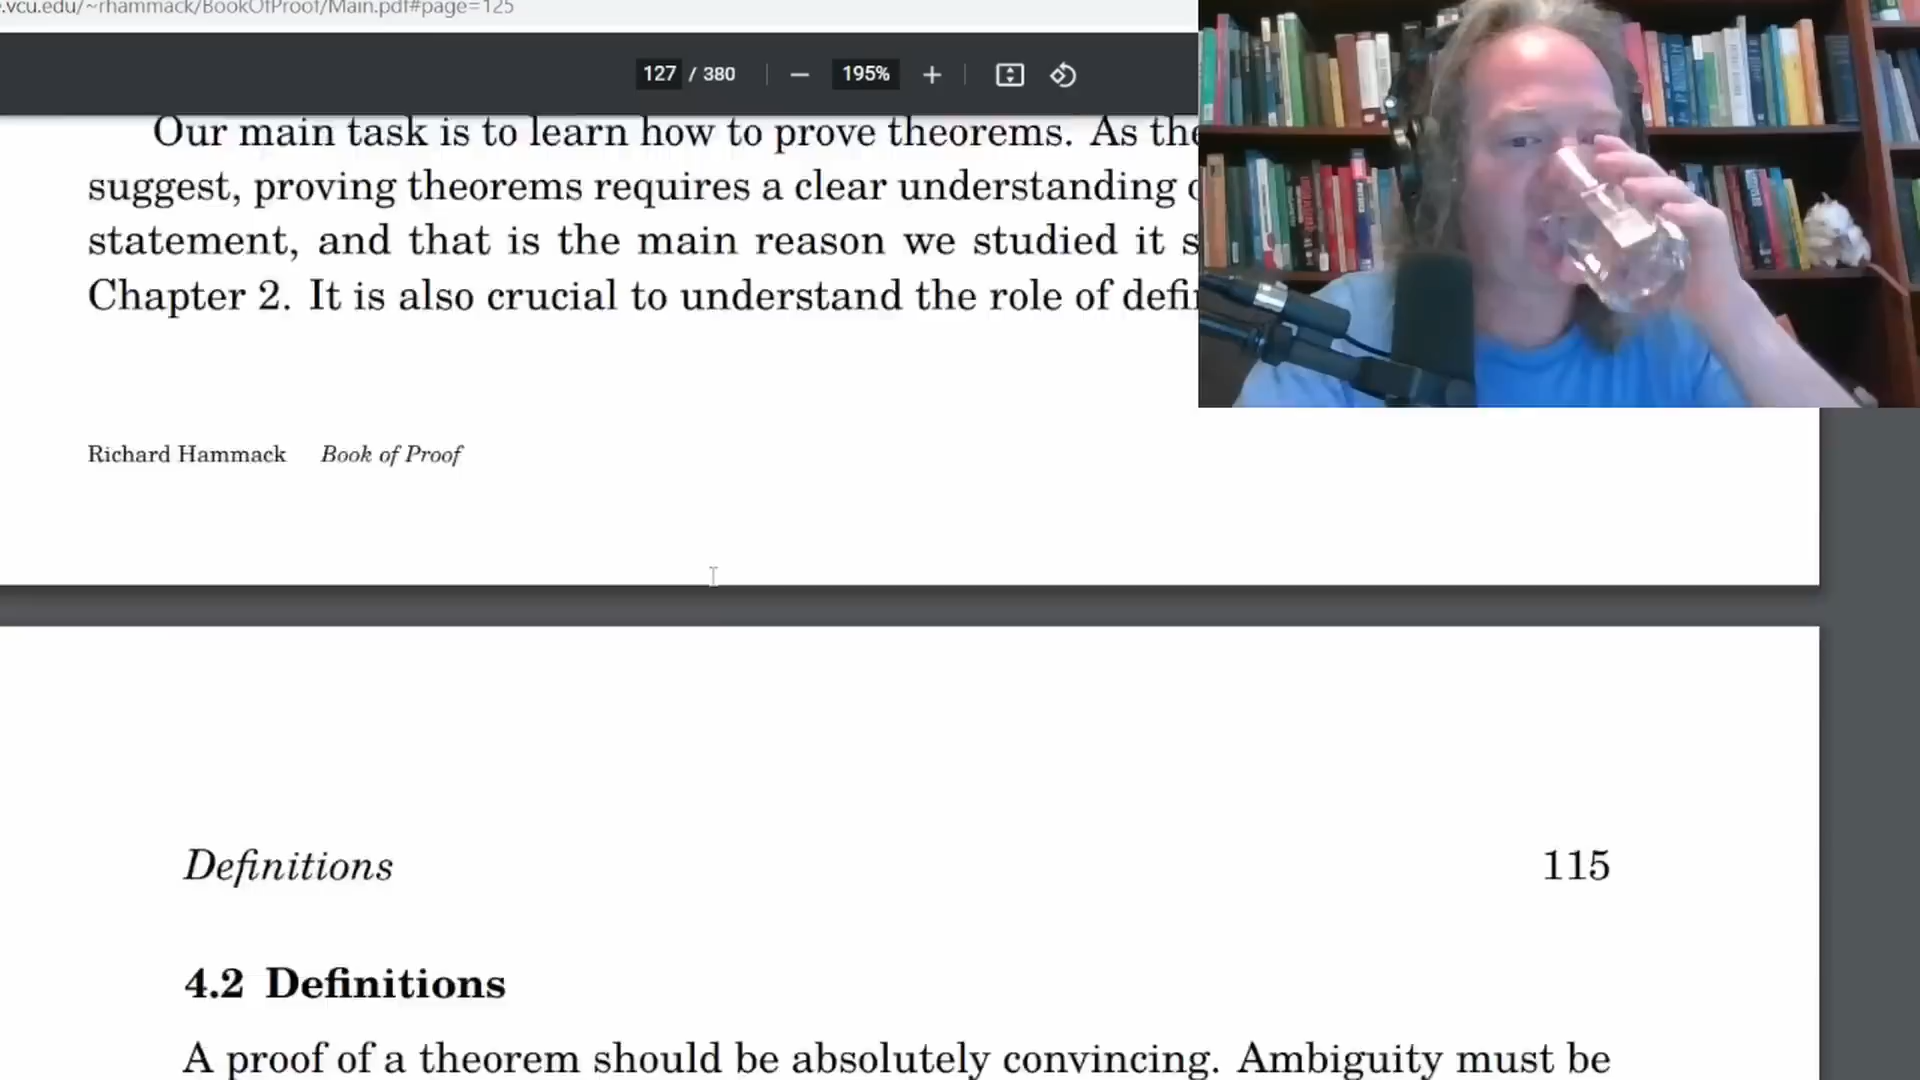 .vcu.edu/~rhammack/BookOfProof/Main.pdf#page=125
127 / 380 195%
Our main task is to learn how to prove theorems. As the
suggest, proving theorems requires a clear understanding
statement, and that is the main reason we studied it
Chapter 2. It is also crucial to understand the role of
Richard Hammack Book of Proof
Definitions 115
4.2 Definitions
A proof of a theorem should be absolutely convincing. Ambiguity must be